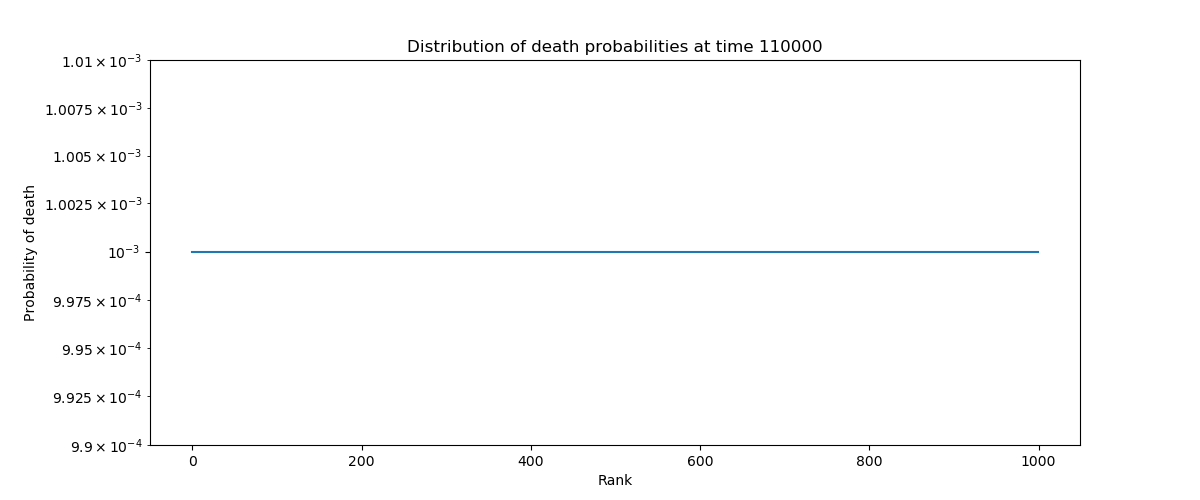 Distribution of death probabilities at time 110000
1.01 × 10⁻³
1.0075 × 10⁻³
1.005 × 10⁻³
1.0025 × 10⁻³
10⁻³
9.975 × 10⁻⁴
9.95 × 10⁻⁴
9.925 × 10⁻⁴
9.9 × 10⁻⁴
Probability of death
0 200 400 600 800 1000
Rank